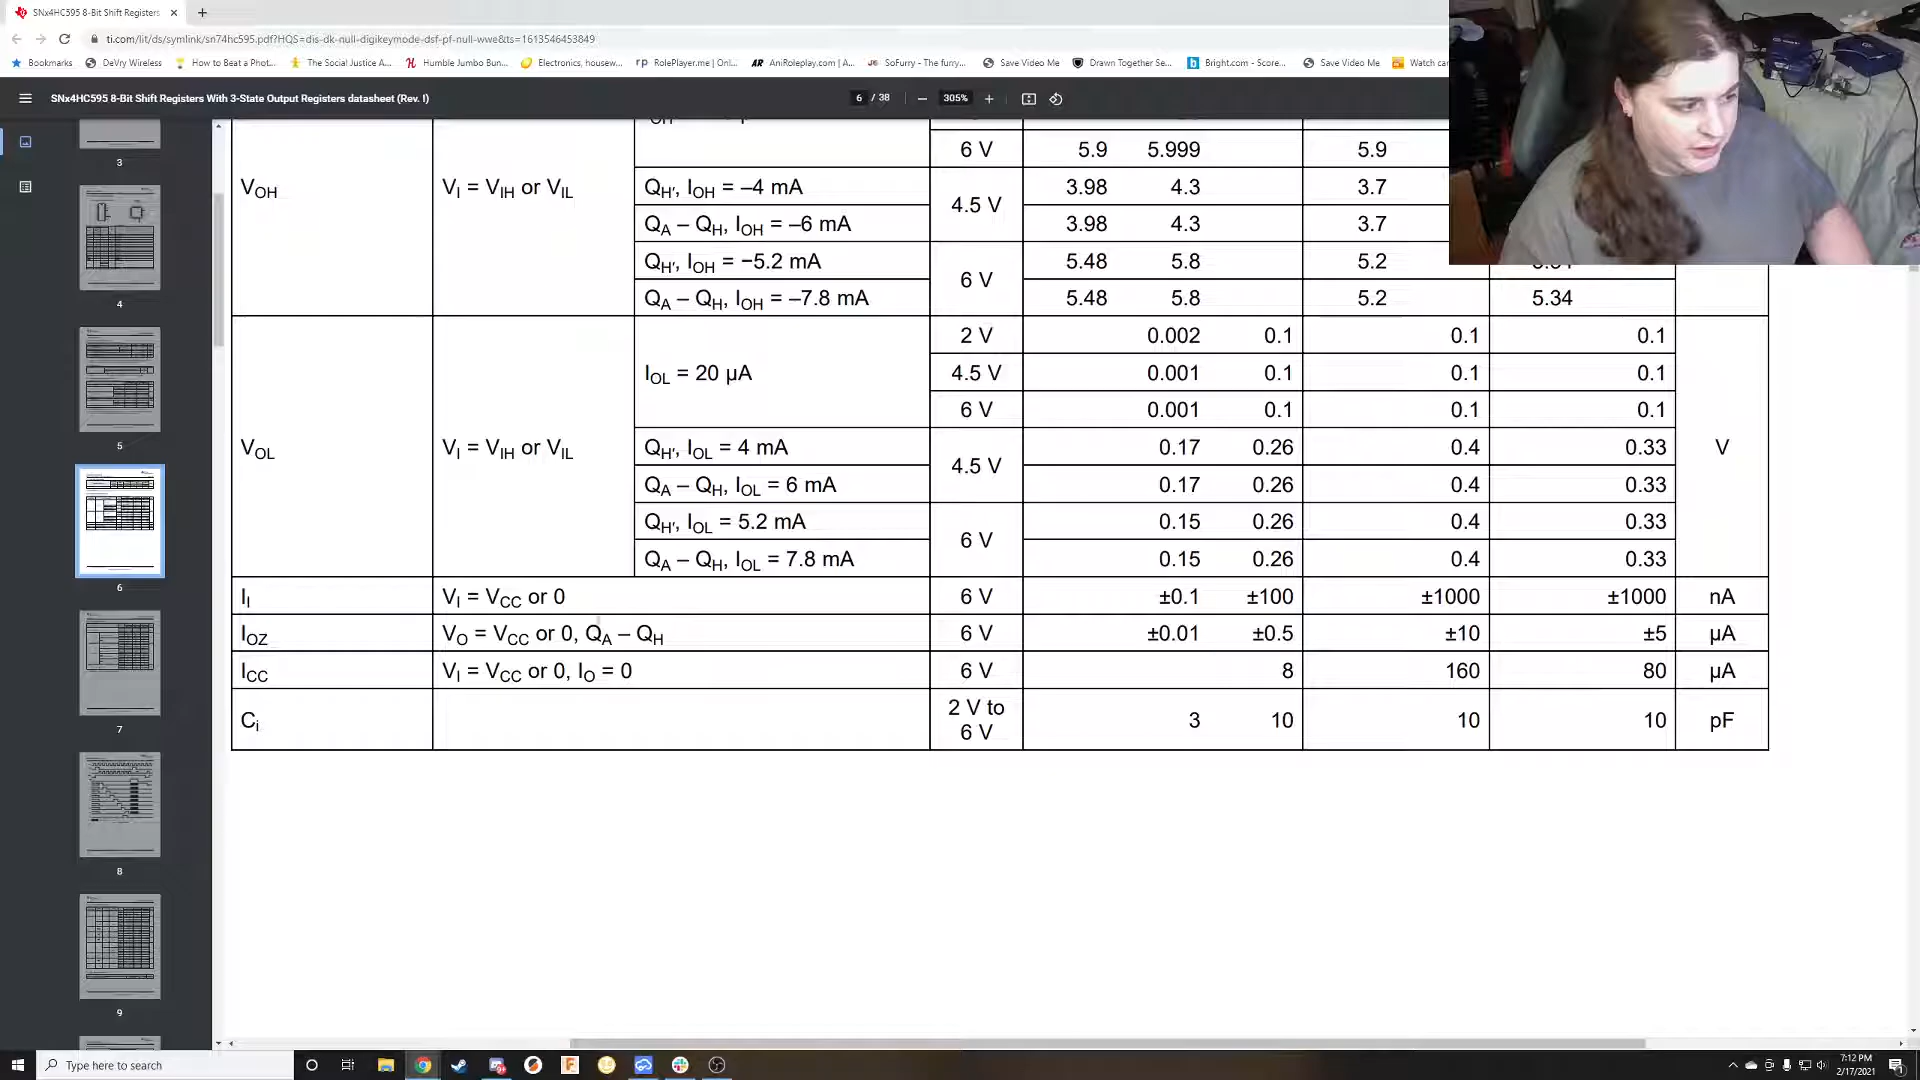 SNx4HC595 8-Bit Shift Registers
ti.com/lit/ds/symlink/sn74hc595.pdf?HQS=dis-dk-null-digikeymode-dsf-pf-null-wwe&ts=1613546453849
Bookmarks DeVry Wireless How to Beat a Phot... The Social Justice A... Humble Jumbo Bun... Electronics, housew... rp RolePlayer.me | Onl... AR AniRoleplay.com | A... SoFurry - The furry... Save Video Me Drawn Together Se... Bright.com - Score... Save Video Me Watch car
SNx4HC595 8-Bit Shift Registers With 3-State Output Registers datasheet (Rev. I) 6 / 38 305%
6 V 5.9 5.999 5.9
VOH VI = VIH or VIL QH′, IOH = –4 mA 4.5 V 3.98 4.3 3.7
QA – QH, IOH = –6 mA 3.98 4.3 3.7
QH′, IOH = −5.2 mA 6 V 5.48 5.8 5.2
QA – QH, IOH = –7.8 mA 5.48 5.8 5.2 5.34
VOL VI = VIH or VIL IOL = 20 µA 2 V 0.002 0.1 0.1 0.1 V
4.5 V 0.001 0.1 0.1 0.1
6 V 0.001 0.1 0.1 0.1
QH′, IOL = 4 mA 4.5 V 0.17 0.26 0.4 0.33
QA – QH, IOL = 6 mA 0.17 0.26 0.4 0.33
QH′, IOL = 5.2 mA 6 V 0.15 0.26 0.4 0.33
QA – QH, IOL = 7.8 mA 0.15 0.26 0.4 0.33
II VI = VCC or 0 6 V ±0.1 ±100 ±1000 ±1000 nA
IOZ VO = VCC or 0, QA – QH 6 V ±0.01 ±0.5 ±10 ±5 µA
ICC VI = VCC or 0, IO = 0 6 V 8 160 80 µA
Ci 2 V to 6 V 3 10 10 10 pF
3
4
5
6
7
8
9
Type here to search
7:12 PM
2/17/2021